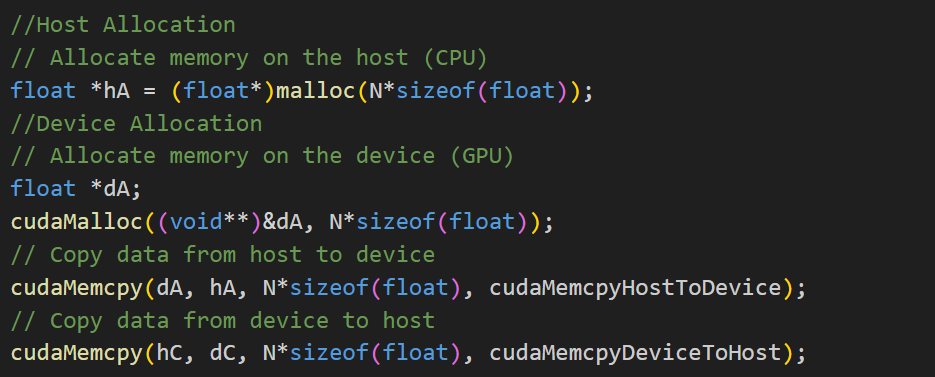 //Host Allocation
// Allocate memory on the host (CPU)
float *hA = (float*)malloc(N*sizeof(float));
//Device Allocation
// Allocate memory on the device (GPU)
float *dA;
cudaMalloc((void**)&dA, N*sizeof(float));
// Copy data from host to device
cudaMemcpy(dA, hA, N*sizeof(float), cudaMemcpyHostToDevice);
// Copy data from device to host
cudaMemcpy(hC, dC, N*sizeof(float), cudaMemcpyDeviceToHost);